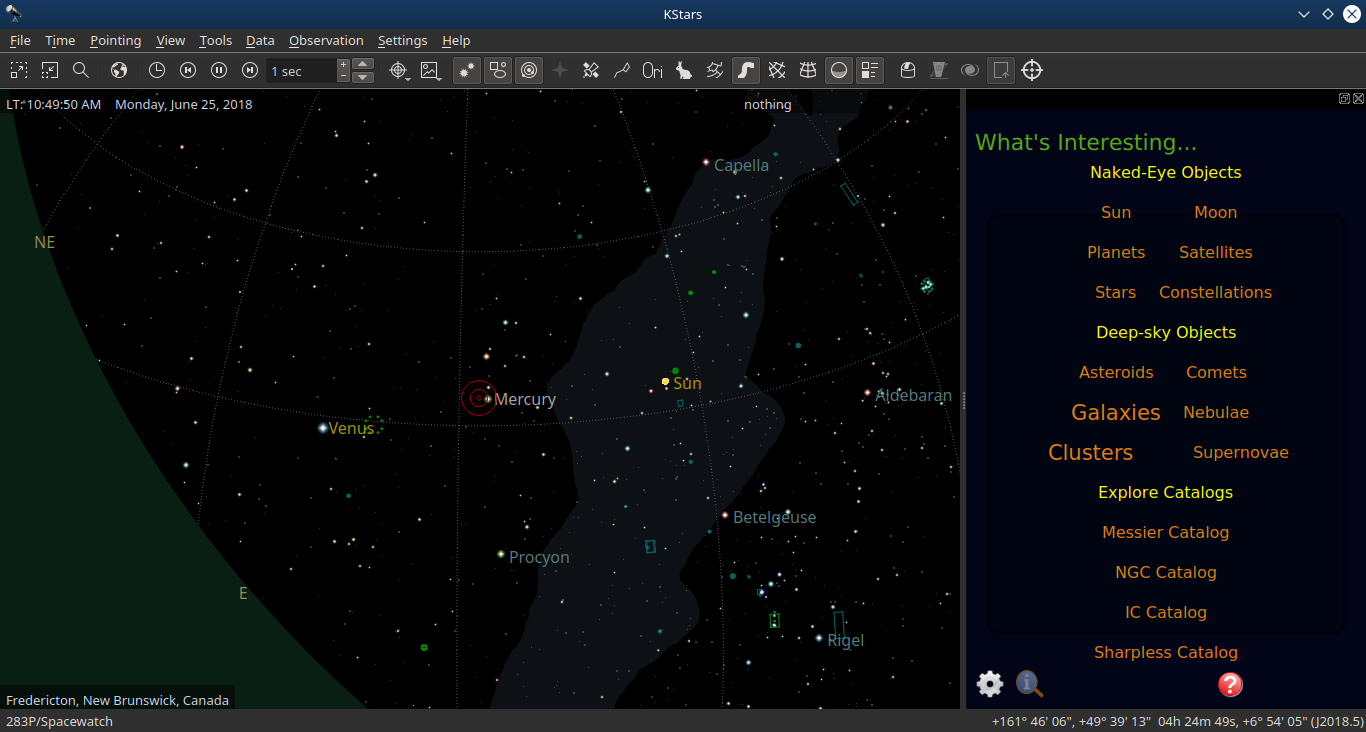 KStars
File Time Pointing View Tools Data Observation Settings Help
1 sec
Ori
LT: 10:49:50 AM Monday, June 25, 2018
nothing
Capella
NE
Sun
Mercury
Aldebaran
Venus
Betelgeuse
Procyon
E
Rigel
Fredericton, New Brunswick, Canada
What's Interesting...
Naked-Eye Objects
Sun Moon
Planets Satellites
Stars Constellations
Deep-sky Objects
Asteroids Comets
Galaxies Nebulae
Clusters Supernovae
Explore Catalogs
Messier Catalog
NGC Catalog
IC Catalog
Sharpless Catalog
283P/Spacewatch
+161° 46' 06", +49° 39' 13" 04h 24m 49s, +6° 54' 05" (J2018.5)